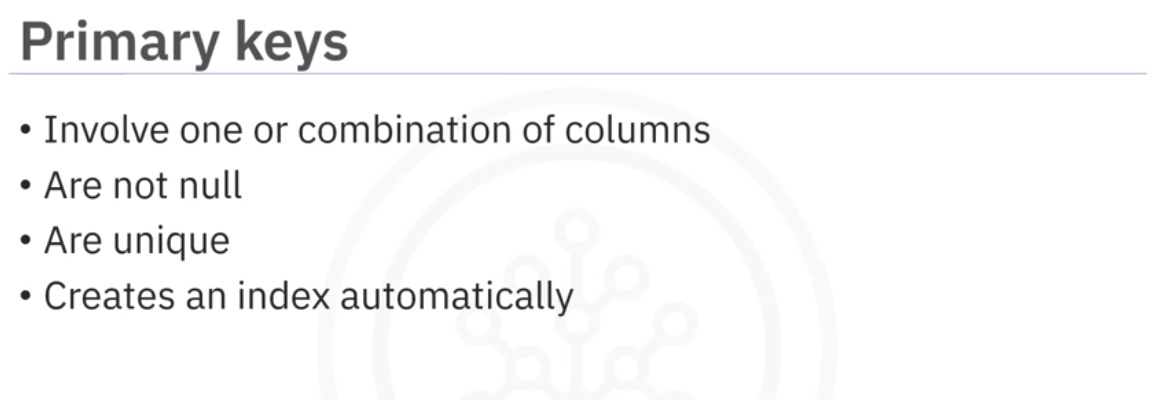 Primary keys
• Involve one or combination of columns
• Are not null
• Are unique
• Creates an index automatically